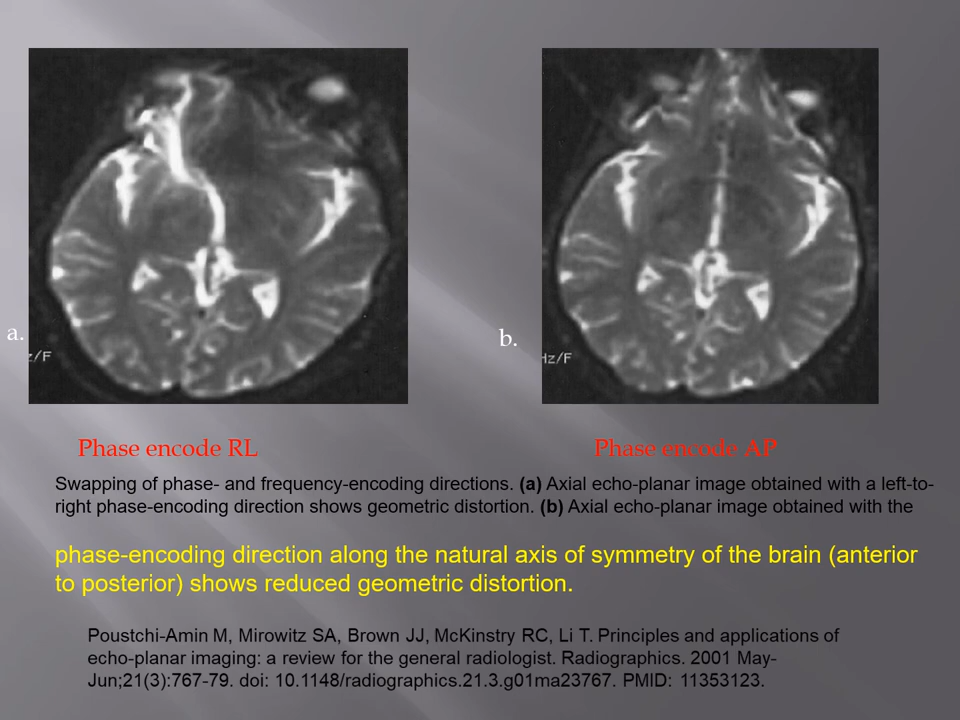 a.
z/F
b.
Hz/F
Phase encode RL
Phase encode AP
Swapping of phase- and frequency-encoding directions. (a) Axial echo-planar image obtained with a left-to-
right phase-encoding direction shows geometric distortion. (b) Axial echo-planar image obtained with the
phase-encoding direction along the natural axis of symmetry of the brain (anterior
to posterior) shows reduced geometric distortion.
Poustchi-Amin M, Mirowitz SA, Brown JJ, McKinstry RC, Li T. Principles and applications of
echo-planar imaging: a review for the general radiologist. Radiographics. 2001 May-
Jun;21(3):767-79. doi: 10.1148/radiographics.21.3.g01ma23767. PMID: 11353123.